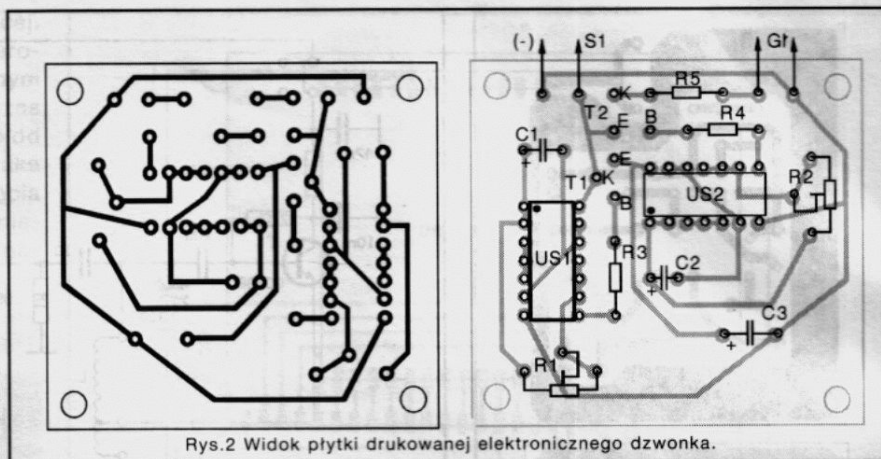 (-) S1 Gł
K R5
T2 E B R4
C1 E
+ T1 K US2 R2
B
US1 R3
C2
+
C3
+
R1
Rys.2 Widok płytki drukowanej elektronicznego dzwonka.